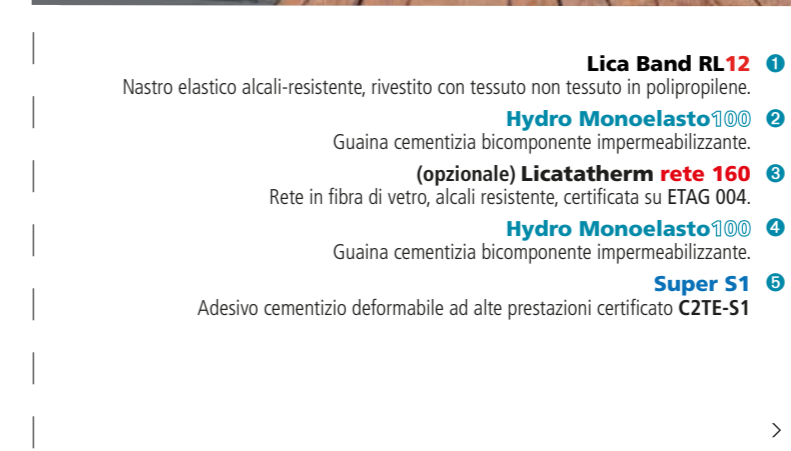 Lica Band RL12 ❶
Nastro elastico alcali-resistente, rivestito con tessuto non tessuto in polipropilene.
Hydro Monoelasto100 ❷
Guaina cementizia bicomponente impermeabilizzante.
(opzionale) Licatatherm rete 160 ❸
Rete in fibra di vetro, alcali resistente, certificata su ETAG 004.
Hydro Monoelasto100 ❹
Guaina cementizia bicomponente impermeabilizzante.
Super S1 ❺
Adesivo cementizio deformabile ad alte prestazioni certificato C2TE-S1